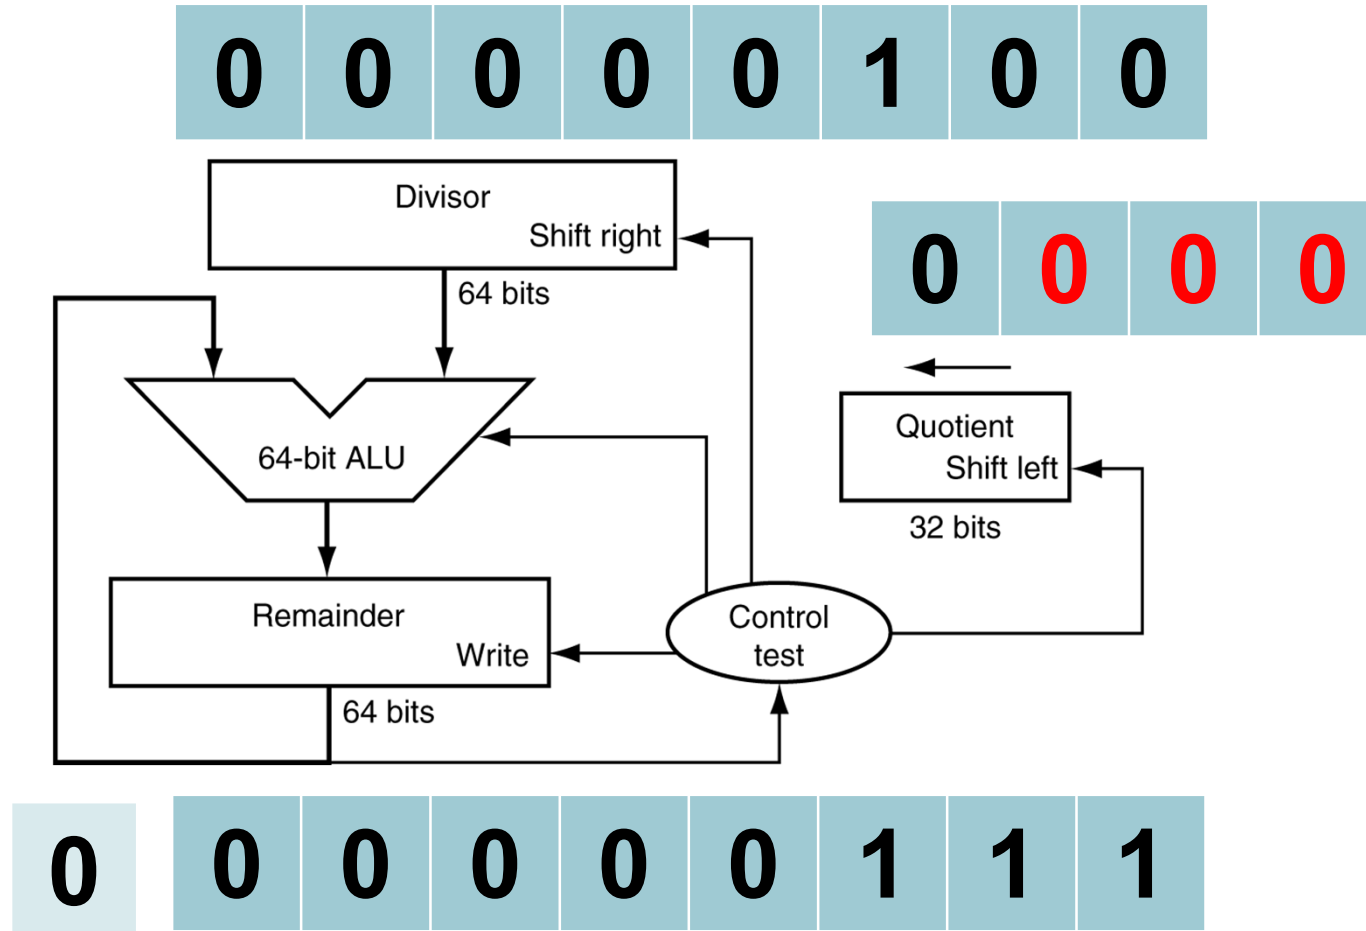 0 0 0 0 0 1 0 0
Divisor
Shift right
64 bits
0 0 0 0
64-bit ALU
Quotient
Shift left
32 bits
Remainder
Write
Control
test
64 bits
0 0 0 0 0 0 1 1 1